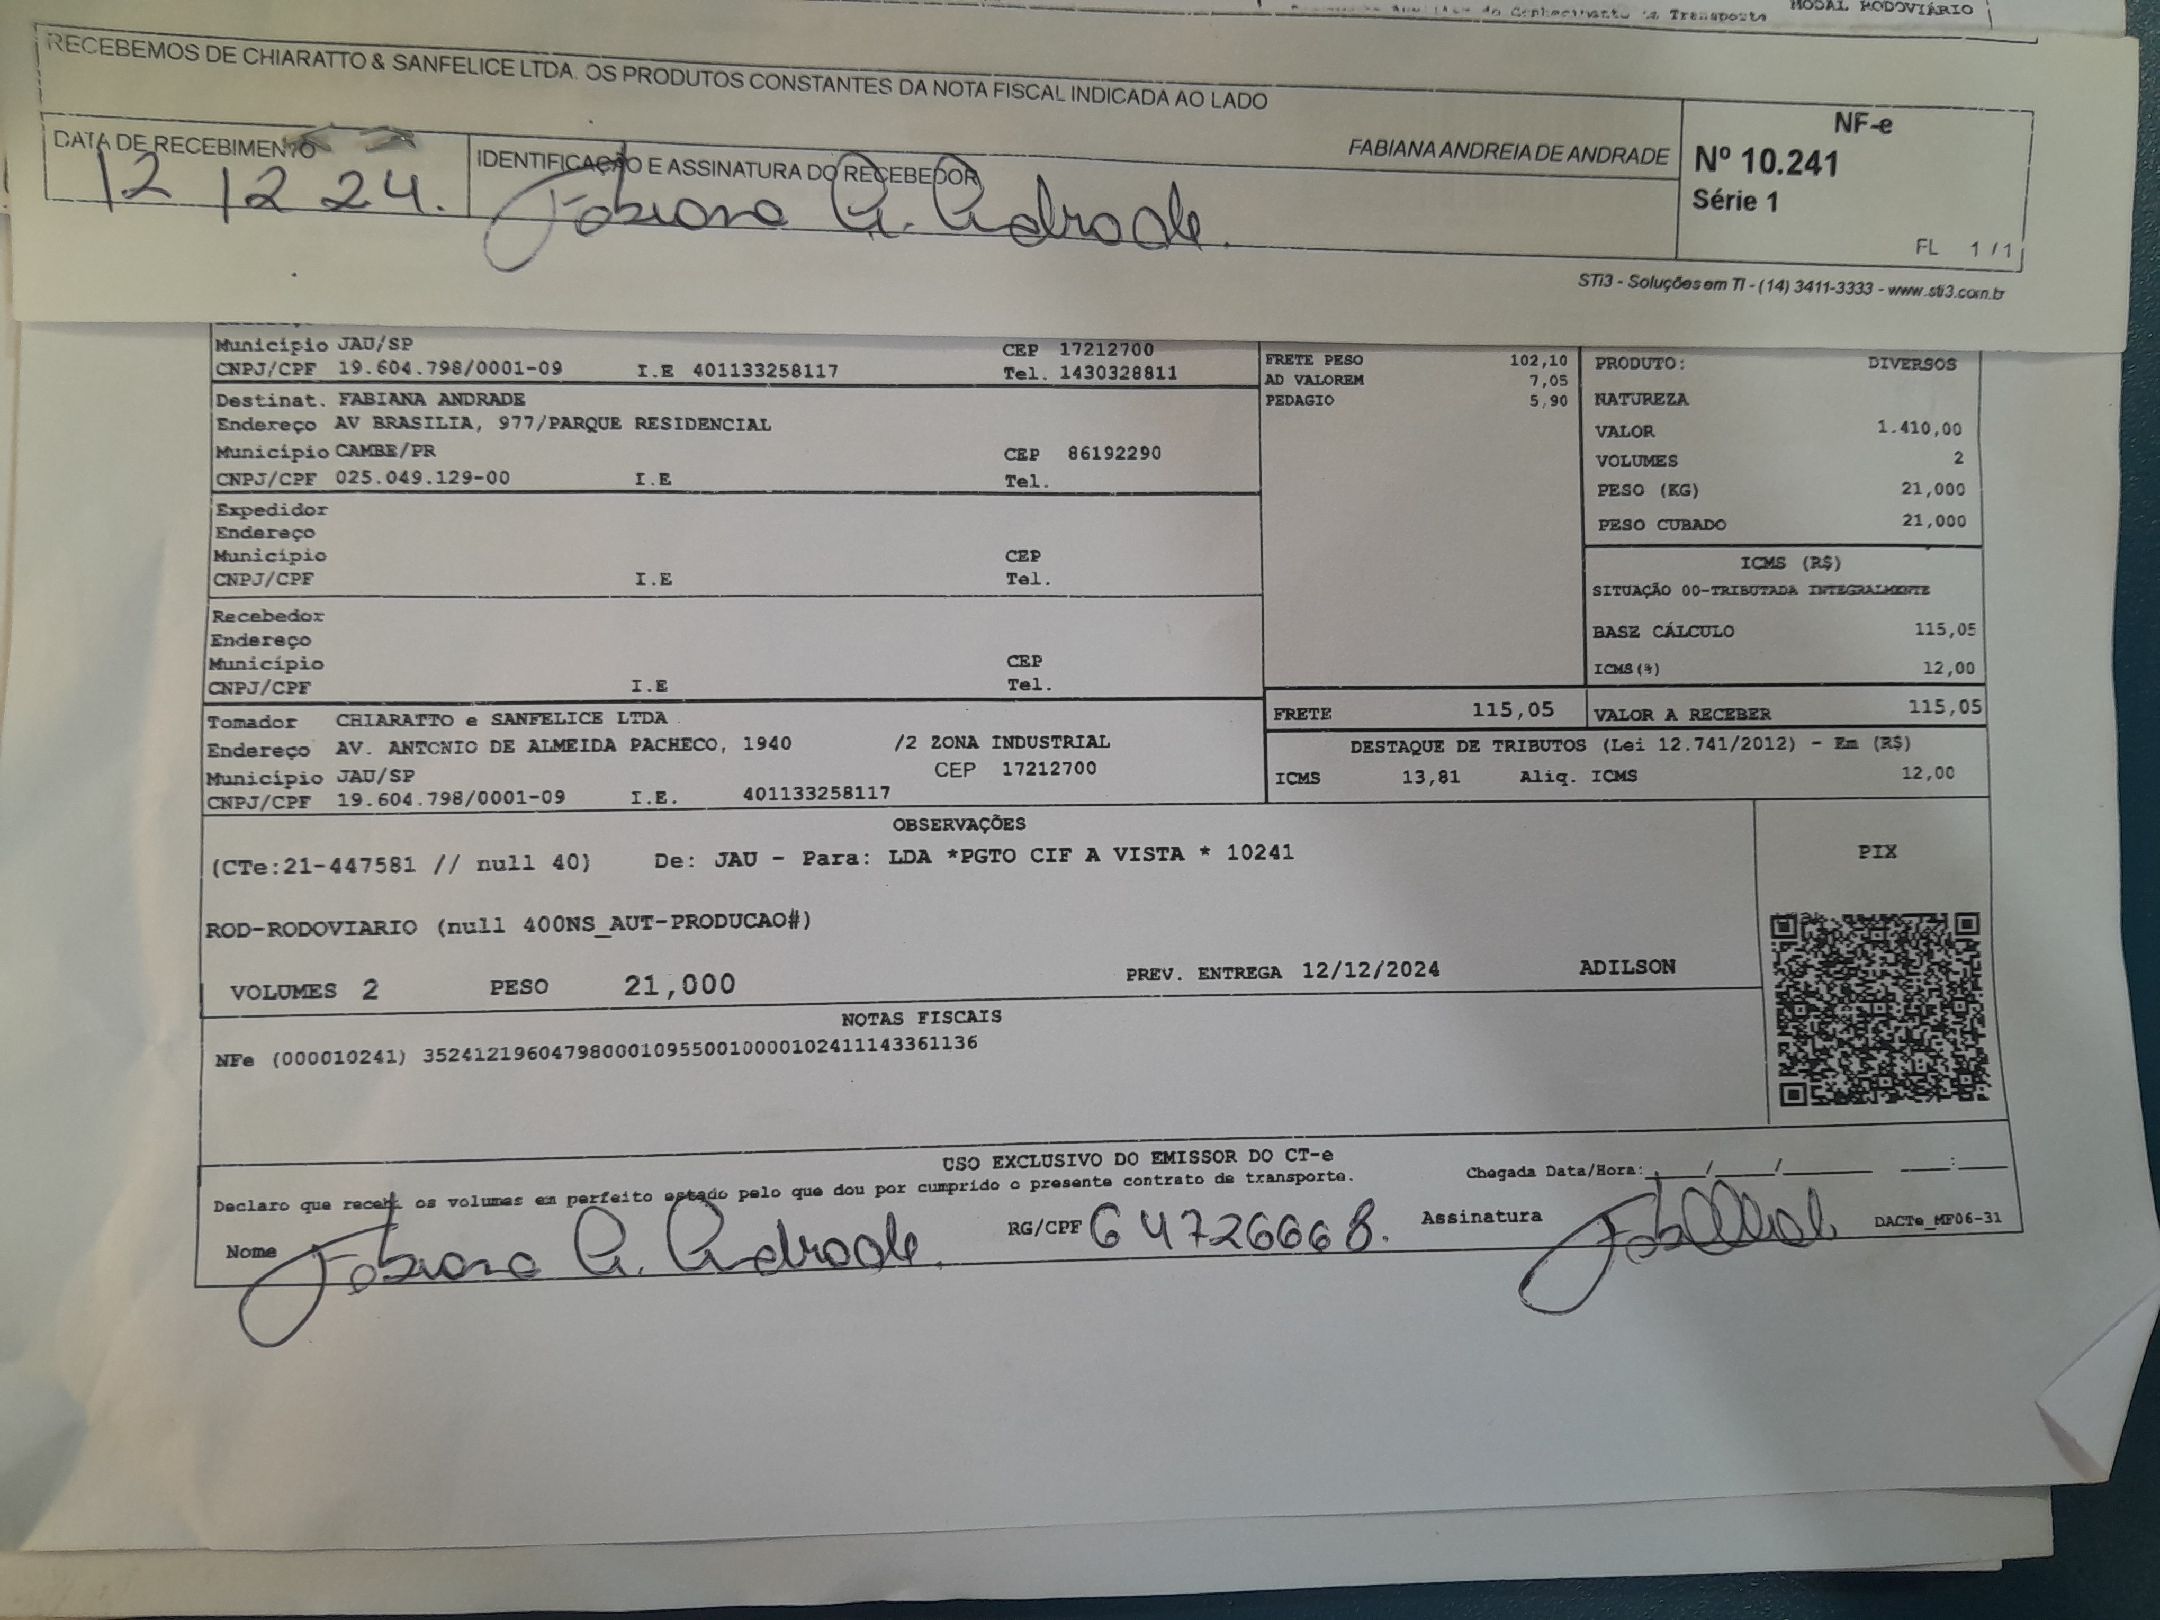 MODAL RODOVIÁRIO
RECEBEMOS DE CHIARATTO & SANFELICE LTDA. OS PRODUTOS CONSTANTES DA NOTA FISCAL INDICADA AO LADO
DATA DE RECEBIMENTO
12 12 24.
IDENTIFICAÇÃO E ASSINATURA DO RECEBEDOR
FABIANA ANDREIA DE ANDRADE
Fabiana A. Andrade.
NF-e
Nº 10.241
Série 1
FL 1 / 1
STi3 - Soluções em TI - (14) 3411-3333 - www.sti3.com.br
Município JAU/SP CEP 17212700
CNPJ/CPF 19.604.798/0001-09 I.E 401133258117 Tel. 1430328811
Destinat. FABIANA ANDRADE
Endereço AV BRASILIA, 977/PARQUE RESIDENCIAL
Município CAMBE/PR CEP 86192290
CNPJ/CPF 025.049.129-00 I.E Tel.
Expedidor
Endereço
Município CEP
CNPJ/CPF I.E Tel.
Recebedor
Endereço
Município CEP
CNPJ/CPF I.E Tel.
Tomador CHIARATTO e SANFELICE LTDA
Endereço AV. ANTONIO DE ALMEIDA PACHECO, 1940 /2 ZONA INDUSTRIAL
Município JAU/SP CEP 17212700
CNPJ/CPF 19.604.798/0001-09 I.E. 401133258117
FRETE PESO 102,10
AD VALOREM 7,05
PEDAGIO 5,90
PRODUTO: DIVERSOS
NATUREZA
VALOR 1.410,00
VOLUMES 2
PESO (KG) 21,000
PESO CUBADO 21,000
ICMS (R$)
SITUAÇÃO 00-TRIBUTADA INTEGRALMENTE
BASE CÁLCULO 115,05
ICMS(%) 12,00
FRETE 115,05 VALOR A RECEBER 115,05
DESTAQUE DE TRIBUTOS (Lei 12.741/2012) - Em (R$)
ICMS 13,81 Aliq. ICMS 12,00
OBSERVAÇÕES
(CTe:21-447581 // null 40) De: JAU - Para: LDA *PGTO CIF A VISTA * 10241
ROD-RODOVIARIO (null 400NS_AUT-PRODUCAO#)
VOLUMES 2 PESO 21,000 PREV. ENTREGA 12/12/2024 ADILSON
PIX
NOTAS FISCAIS
NFe (000010241) 35241219604798000109550010000102411143361136
USO EXCLUSIVO DO EMISSOR DO CT-e
Declaro que recebi os volumes em perfeito estado pelo que dou por cumprido o presente contrato de transporte.
Chegada Data/Hora: / / :
Nome Fabiana A. Andrade. RG/CPF 64726668. Assinatura
DACTe_MF06-31